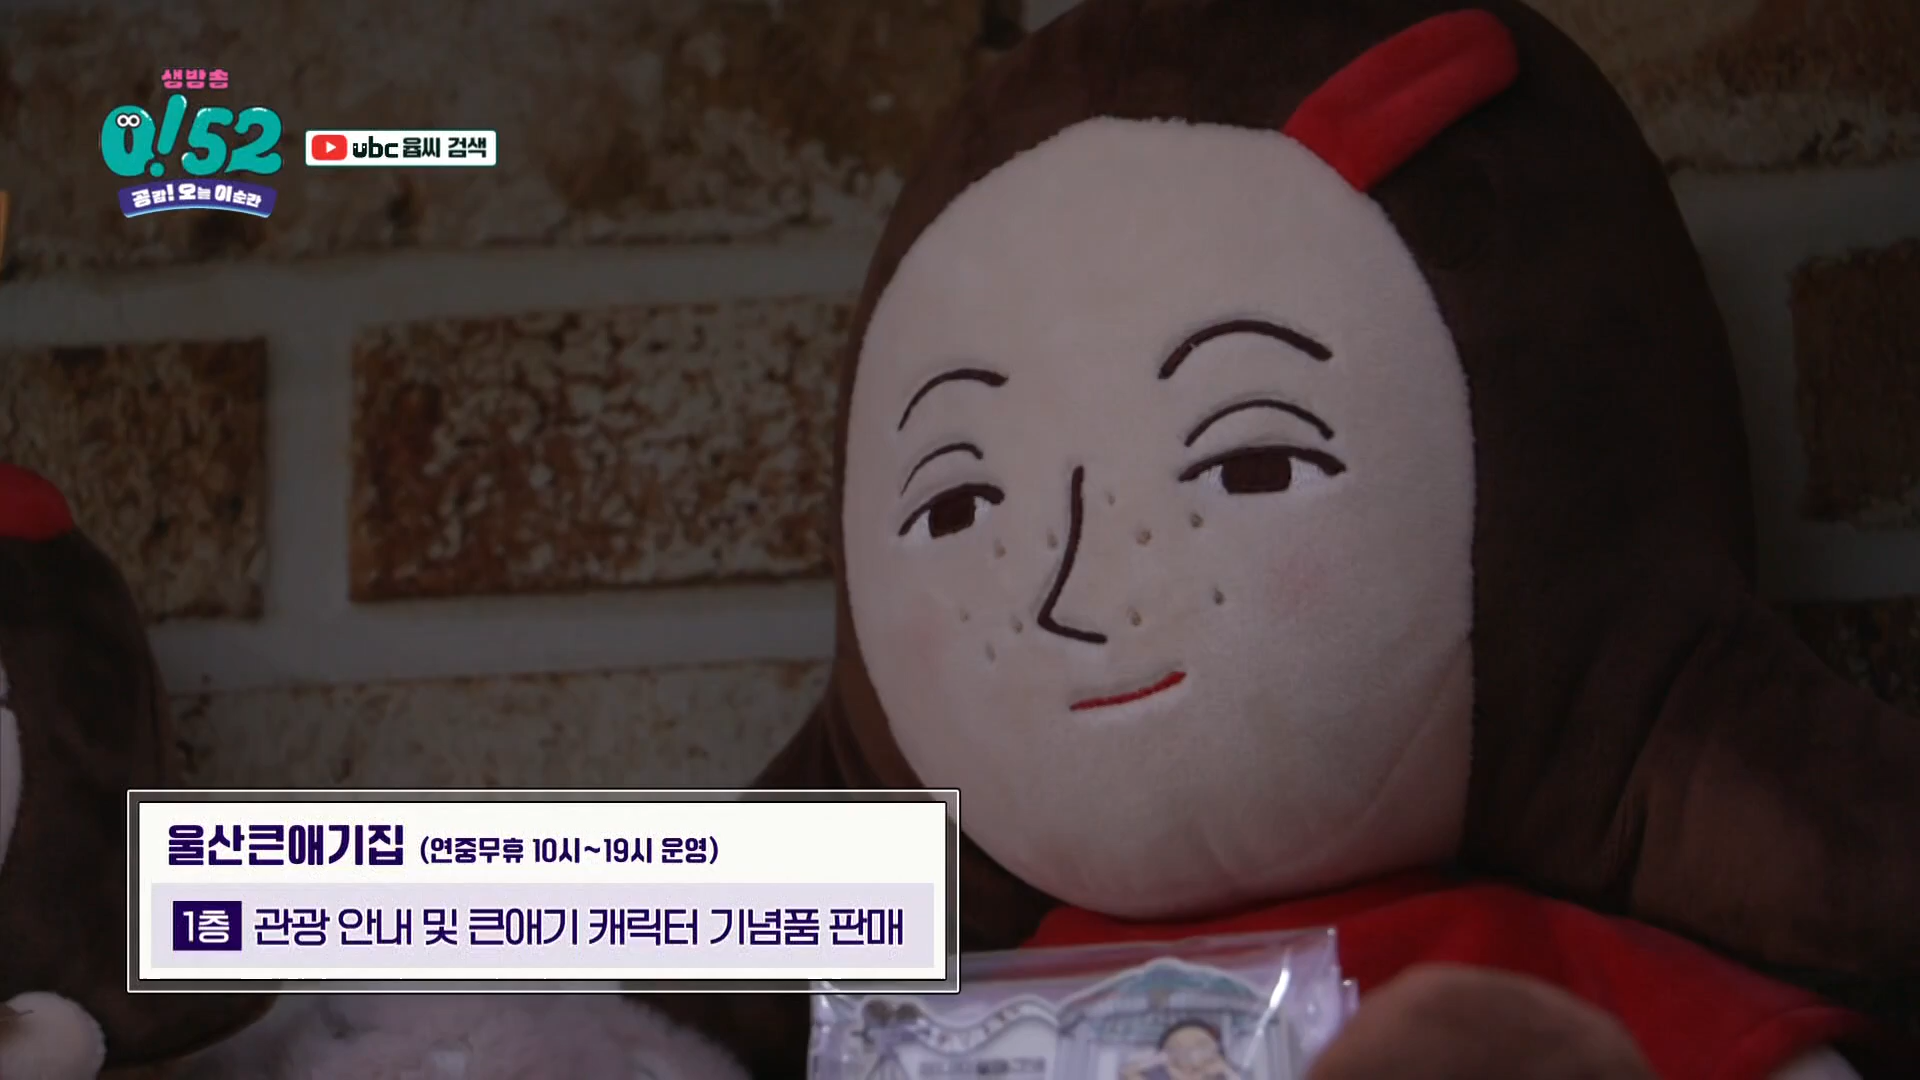 생방송
O!52
공감! 오늘 이 순간
ubc 윱씨 검색
울산큰애기집 (연중무휴 10시~19시 운영)
1층 관광 안내 및 큰애기 캐릭터 기념품 판매